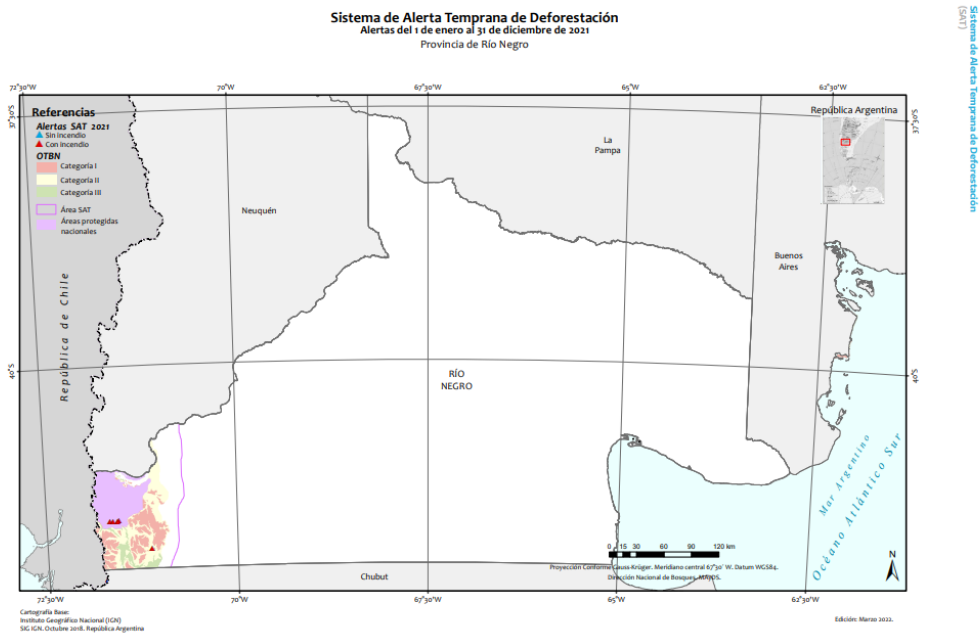 Sistema de Alerta Temprana de Deforestación
Alertas del 1 de enero al 31 de diciembre de 2021
Provincia de Río Negro
Sistema de Alerta Temprana de Deforestación
(SAT)
72°30'W
70°W
67°30'W
65°W
62°30'W
37°30'S
37°30'S
Referencias
Alertas SAT 2021
Sin Incendio
Con Incendio
OTBN
Categoría I
Categoría II
Categoría III
Área SAT
Áreas protegidas
nacionales
República Argentina
La
Pampa
Neuquén
Buenos
Aires
República de Chile
40°S
40°S
RÍO
NEGRO
Mar Argentino
Océano Atlántico Sur
0 15 30 60 90 120 km
Proyección Conforme Gauss-Krüger. Meridiano central 67°30' W. Datum WGS84.
Dirección Nacional de Bosques. MAyDS.
N
Chubut
72°30'W
70°W
67°30'W
65°W
62°30'W
Cartografía Base:
Instituto Geográfico Nacional (IGN)
SIG IGN, Octubre 2018. República Argentina
Edición: Marzo 2022.